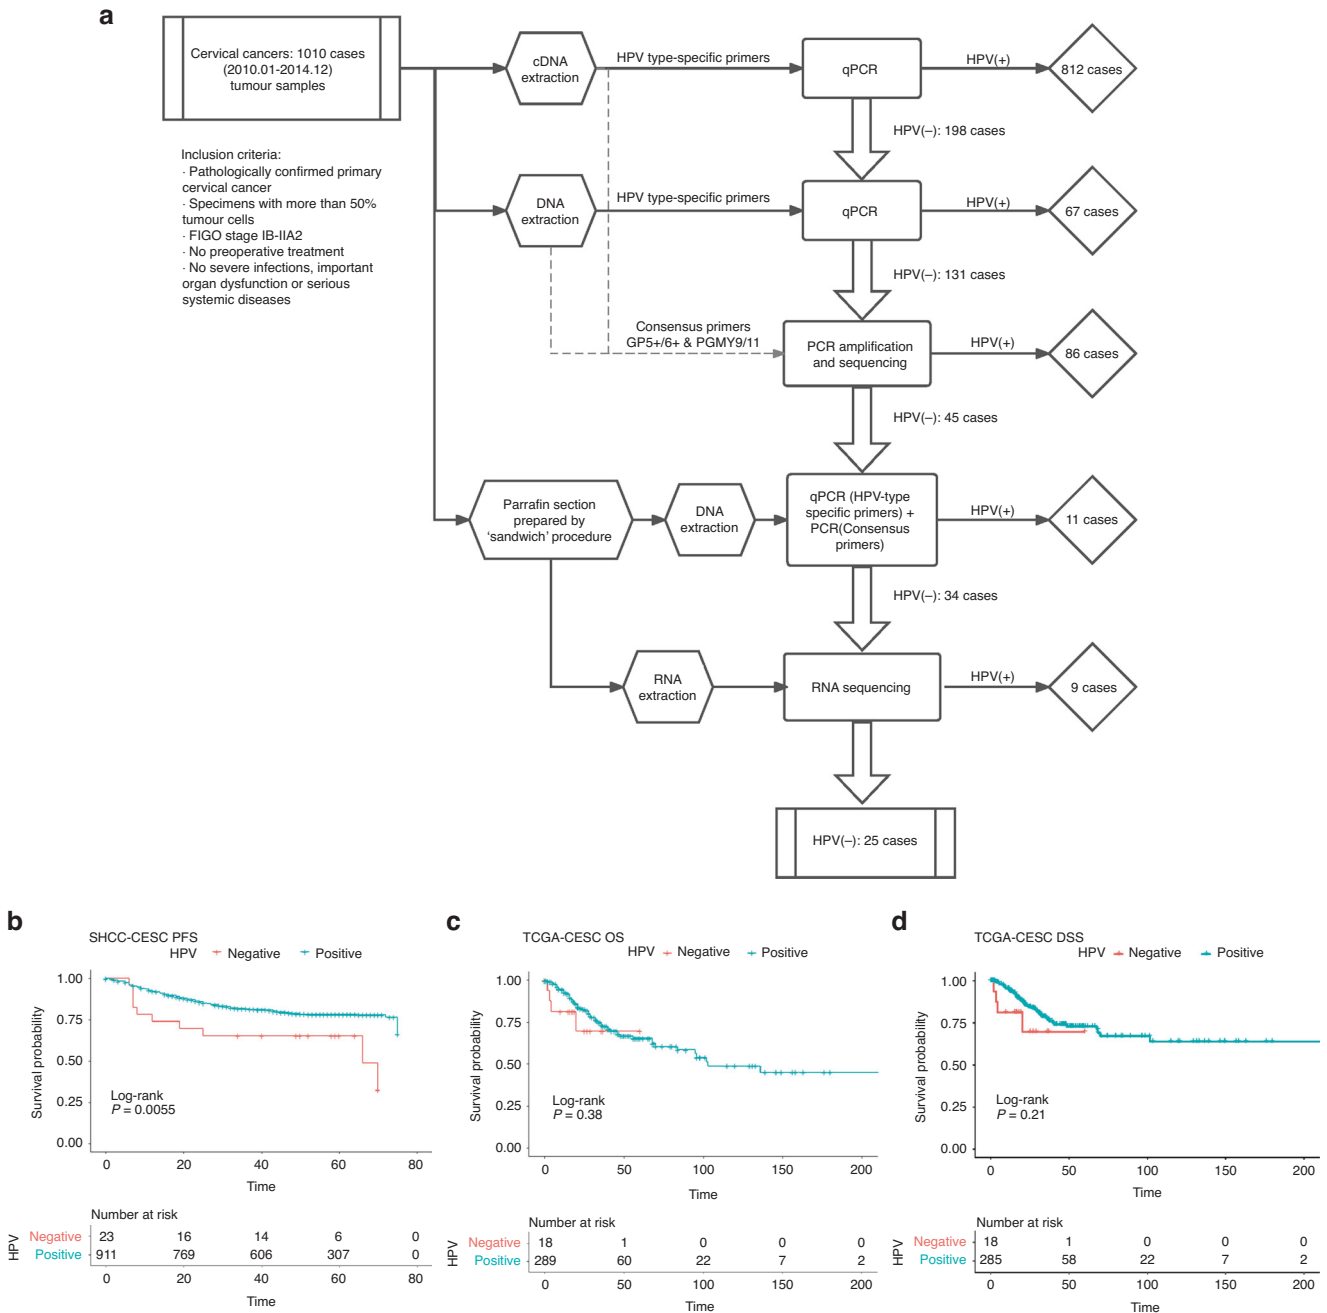 a
Cervical cancers: 1010 cases
(2010.01-2014.12)
tumour samples
cDNA
extraction
HPV type-specific primers
qPCR
HPV(+)
812 cases
HPV(–): 198 cases
Inclusion criteria:
· Pathologically confirmed primary
cervical cancer
· Specimens with more than 50%
tumour cells
· FIGO stage IB-IIA2
· No preoperative treatment
· No severe infections, important
organ dysfunction or serious
systemic diseases
DNA
extraction
HPV type-specific primers
qPCR
HPV(+)
67 cases
HPV(–): 131 cases
Consensus primers
GP5+/6+ & PGMY9/11
PCR amplification
and sequencing
HPV(+)
86 cases
HPV(–): 45 cases
Parrafin section
prepared by
‘sandwich’ procedure
DNA
extraction
qPCR (HPV-type
specific primers) +
PCR(Consensus
primers)
HPV(+)
11 cases
HPV(–): 34 cases
RNA
extraction
RNA sequencing
HPV(+)
9 cases
HPV(–): 25 cases
b
SHCC-CESC PFS
HPV Negative Positive
Survival probability
1.00
0.75
0.50
0.25
0.00
Log-rank
P = 0.0055
0 20 40 60 80
Time
Number at risk
HPV
Negative 23 16 14 6 0
Positive 911 769 606 307 0
0 20 40 60 80
Time
c
TCGA-CESC OS
HPV Negative Positive
Survival probability
1.00
0.75
0.50
0.25
0.00
Log-rank
P = 0.38
0 50 100 150 200
Time
Number at risk
HPV
Negative 18 1 0 0 0
Positive 289 60 22 7 2
0 50 100 150 200
Time
d
TCGA-CESC DSS
HPV Negative Positive
Survival probability
1.00
0.75
0.50
0.25
0.00
Log-rank
P = 0.21
0 50 100 150 200
Time
Number at risk
HPV
Negative 18 1 0 0 0
Positive 285 58 22 7 2
0 50 100 150 200
Time